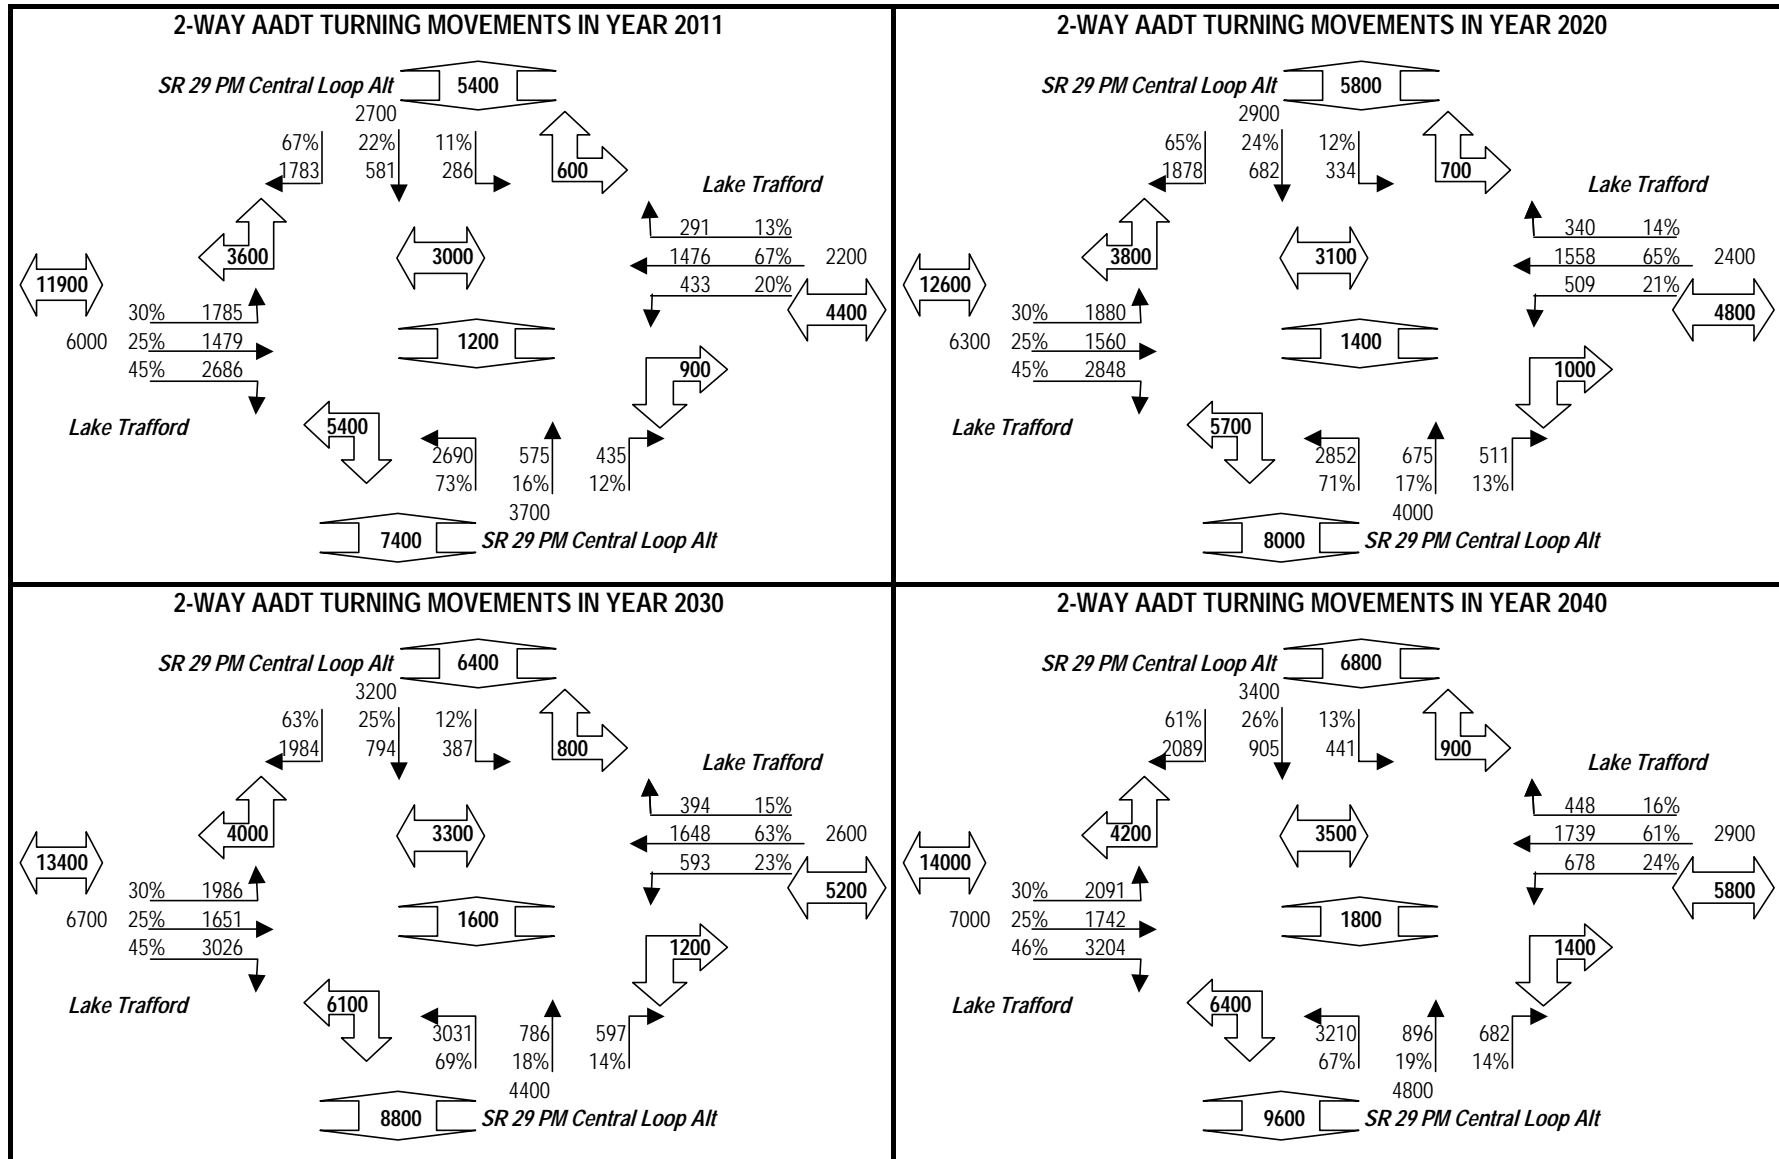 2-WAY AADT TURNING MOVEMENTS IN YEAR 2011
SR 29 PM Central Loop Alt 5400
2700
67% 22% 11%
1783 581 286 600
Lake Trafford
291 13%
3600 3000 1476 67% 2200
11900 433 20%
30% 1785 4400
6000 25% 1479 1200
45% 2686 900
Lake Trafford 5400
2690 575 435
73% 16% 12%
3700
7400 SR 29 PM Central Loop Alt
2-WAY AADT TURNING MOVEMENTS IN YEAR 2020
SR 29 PM Central Loop Alt 5800
2900
65% 24% 12%
1878 682 334 700
Lake Trafford
340 14%
3800 3100 1558 65% 2400
12600 509 21%
30% 1880 4800
6300 25% 1560 1400
45% 2848 1000
Lake Trafford 5700
2852 675 511
71% 17% 13%
4000
8000 SR 29 PM Central Loop Alt
2-WAY AADT TURNING MOVEMENTS IN YEAR 2030
SR 29 PM Central Loop Alt 6400
3200
63% 25% 12%
1984 794 387 800
Lake Trafford
394 15%
4000 3300 1648 63% 2600
13400 593 23%
30% 1986 5200
6700 25% 1651 1600
45% 3026 1200
Lake Trafford 6100
3031 786 597
69% 18% 14%
4400
8800 SR 29 PM Central Loop Alt
2-WAY AADT TURNING MOVEMENTS IN YEAR 2040
SR 29 PM Central Loop Alt 6800
3400
61% 26% 13%
2089 905 441 900
Lake Trafford
448 16%
4200 3500 1739 61% 2900
14000 678 24%
30% 2091 5800
7000 25% 1742 1800
46% 3204 1400
Lake Trafford 6400
3210 896 682
67% 19% 14%
4800
9600 SR 29 PM Central Loop Alt